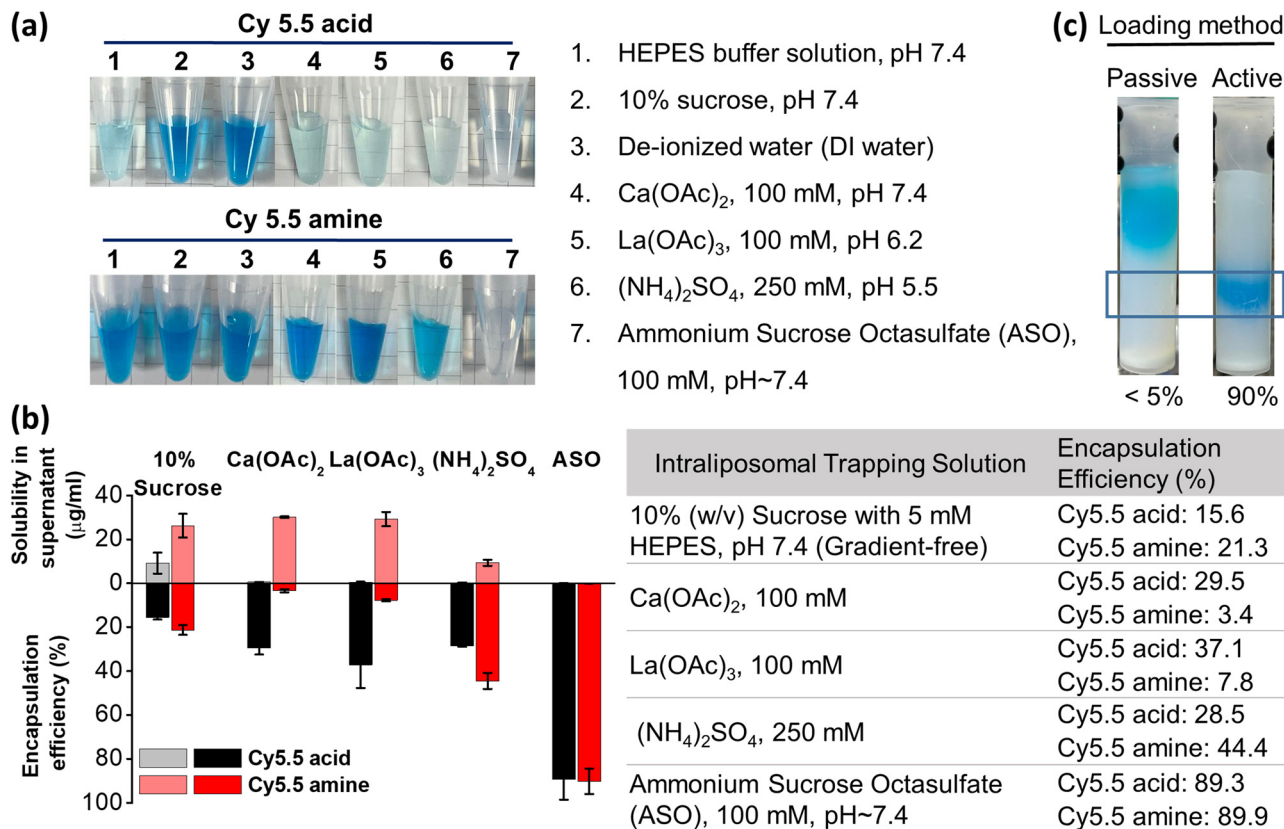 (a)
Cy 5.5 acid
1 2 3 4 5 6 7
Cy 5.5 amine
1 2 3 4 5 6 7
1. HEPES buffer solution, pH 7.4
2. 10% sucrose, pH 7.4
3. De-ionized water (DI water)
4. Ca(OAc)₂, 100 mM, pH 7.4
5. La(OAc)₃, 100 mM, pH 6.2
6. (NH₄)₂SO₄, 250 mM, pH 5.5
7. Ammonium Sucrose Octasulfate (ASO),
100 mM, pH~7.4
(c)
Loading method
Passive Active
< 5% 90%
(b)
Solubility in
supernatant
(μg/ml)
Encapsulation
efficiency (%)
10%
Sucrose
Ca(OAc)₂ La(OAc)₃ (NH₄)₂SO₄ ASO
40
20
0
20
40
60
80
100
Cy5.5 acid
Cy5.5 amine
Intraliposomal Trapping Solution
Encapsulation
Efficiency (%)
10% (w/v) Sucrose with 5 mM
HEPES, pH 7.4 (Gradient-free)
Cy5.5 acid: 15.6
Cy5.5 amine: 21.3
Ca(OAc)₂, 100 mM
Cy5.5 acid: 29.5
Cy5.5 amine: 3.4
La(OAc)₃, 100 mM
Cy5.5 acid: 37.1
Cy5.5 amine: 7.8
(NH₄)₂SO₄, 250 mM
Cy5.5 acid: 28.5
Cy5.5 amine: 44.4
Ammonium Sucrose Octasulfate
(ASO), 100 mM, pH~7.4
Cy5.5 acid: 89.3
Cy5.5 amine: 89.9